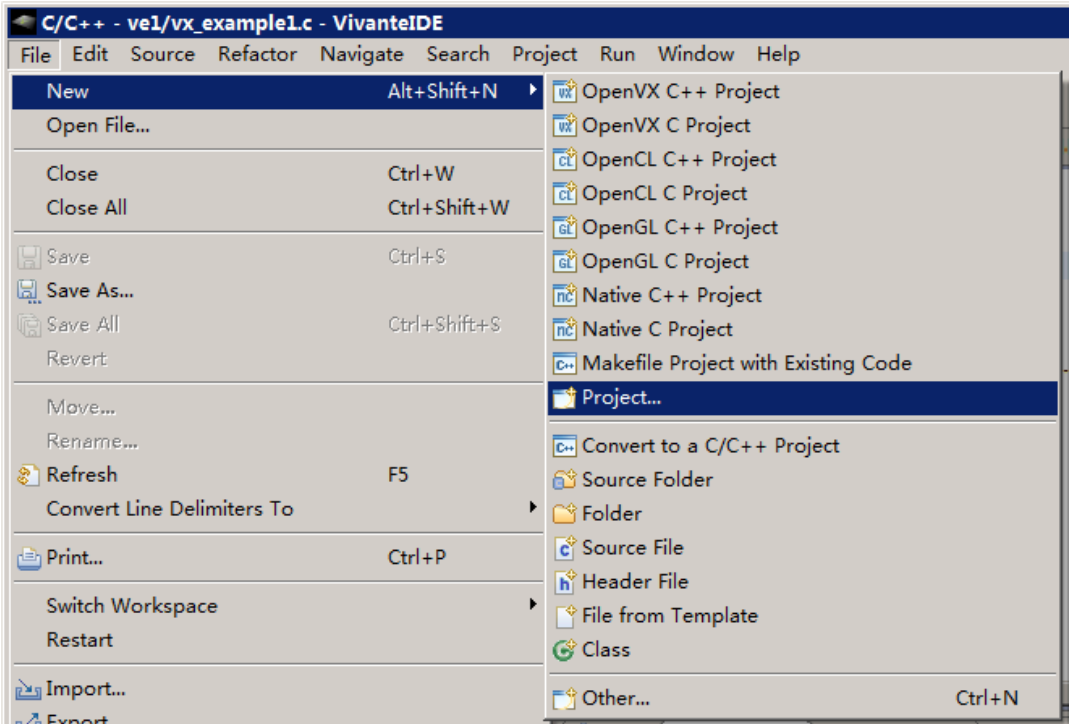 C/C++ - ve1/vx_example1.c - VivanteIDE
File Edit Source Refactor Navigate Search Project Run Window Help
New Alt+Shift+N
Open File...
Close Ctrl+W
Close All Ctrl+Shift+W
Save Ctrl+S
Save As...
Save All Ctrl+Shift+S
Revert
Move...
Rename...
Refresh F5
Convert Line Delimiters To
Print... Ctrl+P
Switch Workspace
Restart
Import...
Export
OpenVX C++ Project
OpenVX C Project
OpenCL C++ Project
OpenCL C Project
OpenGL C++ Project
OpenGL C Project
Native C++ Project
Native C Project
Makefile Project with Existing Code
Project...
Convert to a C/C++ Project
Source Folder
Folder
Source File
Header File
File from Template
Class
Other... Ctrl+N